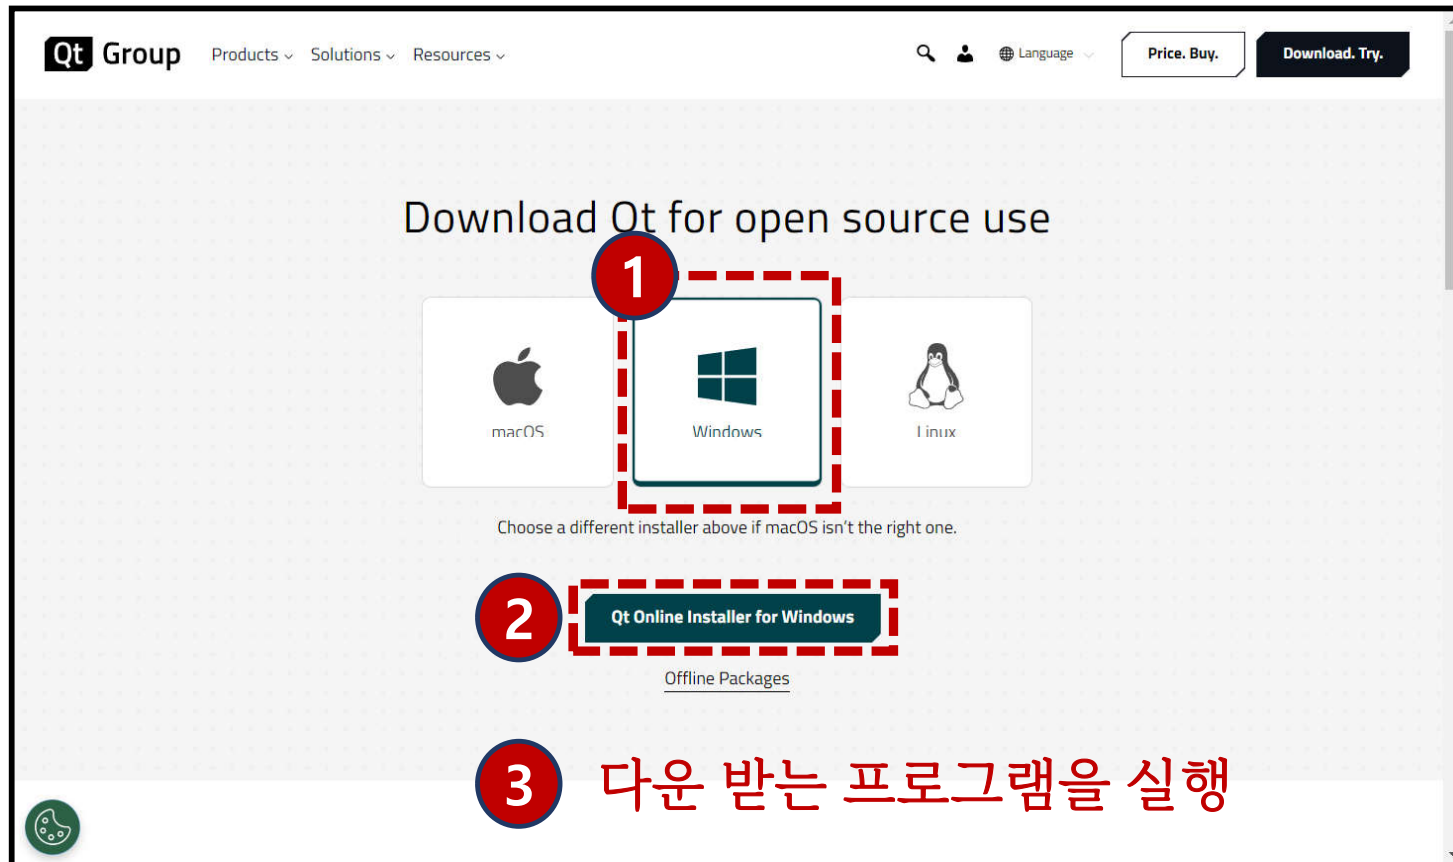 Qt Group Products Solutions Resources Language Price. Buy. Download. Try.
Download Qt for open source use
1
macOS Windows Linux
Choose a different installer above if macOS isn't the right one.
2 Qt Online Installer for Windows
Offline Packages
3 다운 받는 프로그램을 실행